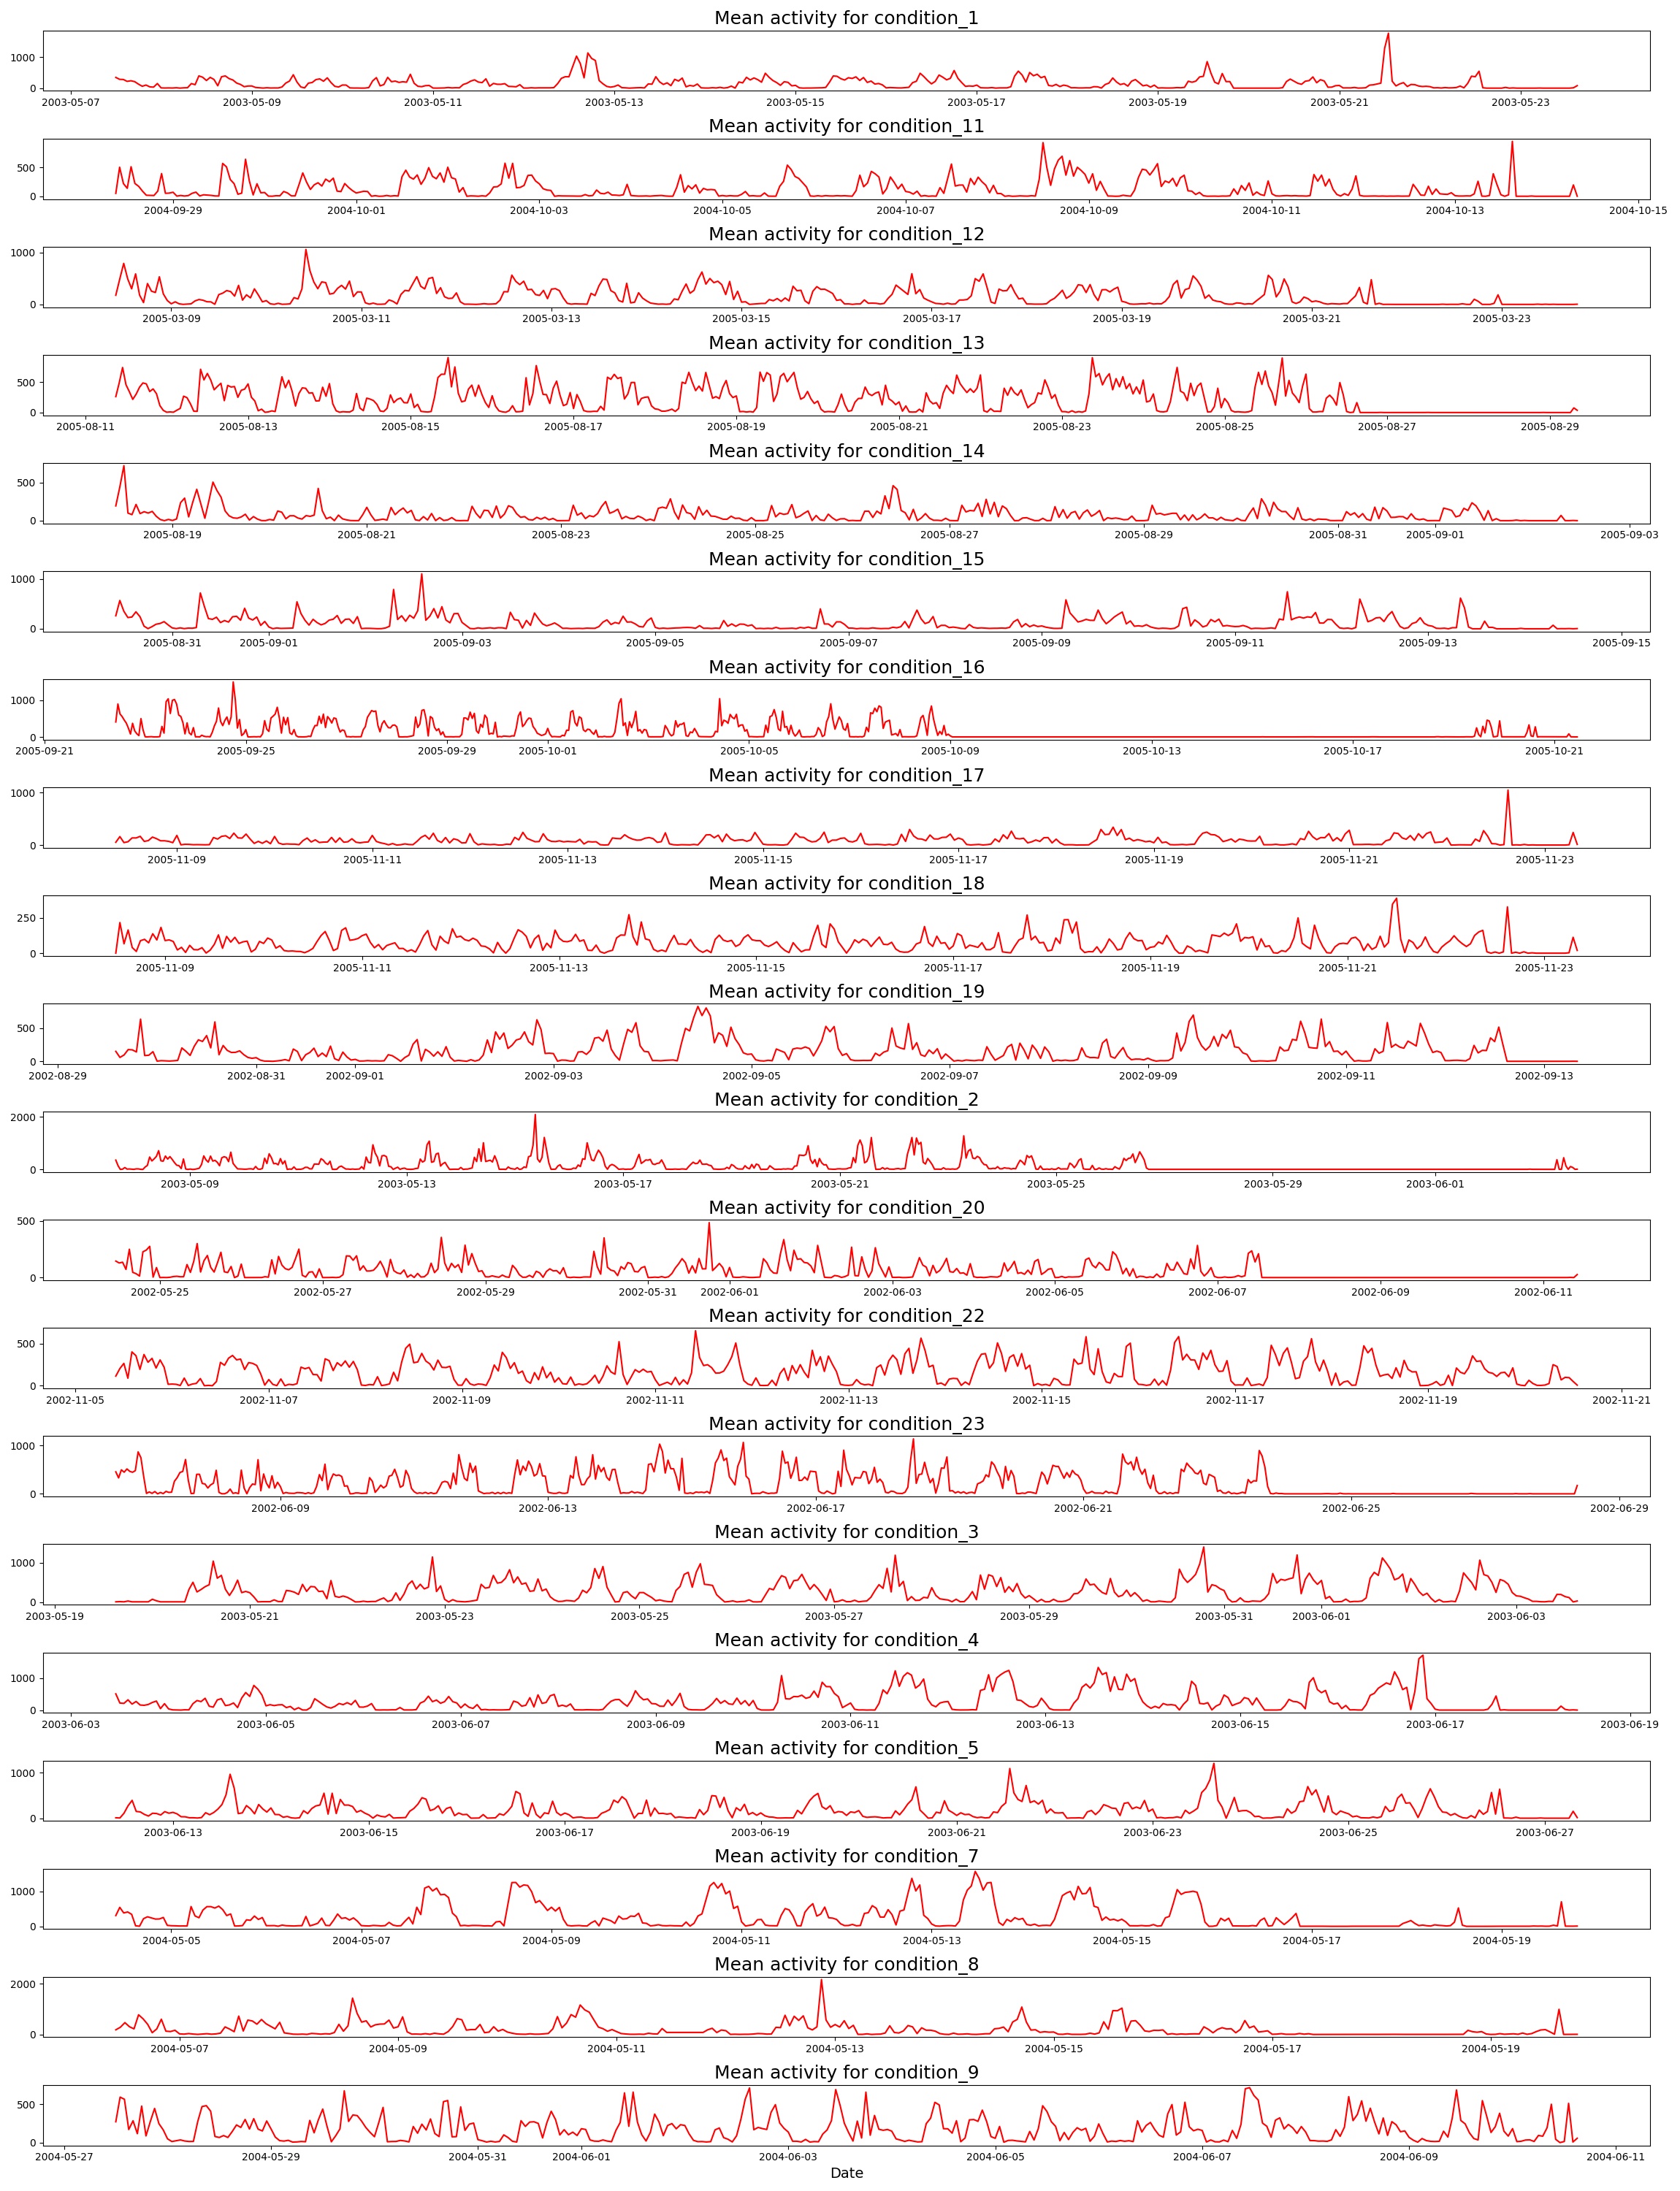 Mean activity for condition_1
1000
0
2003-05-07 2003-05-09 2003-05-11 2003-05-13 2003-05-15 2003-05-17 2003-05-19 2003-05-21 2003-05-23
Mean activity for condition_11
500
0
2004-09-29 2004-10-01 2004-10-03 2004-10-05 2004-10-07 2004-10-09 2004-10-11 2004-10-13 2004-10-15
Mean activity for condition_12
1000
0
2005-03-09 2005-03-11 2005-03-13 2005-03-15 2005-03-17 2005-03-19 2005-03-21 2005-03-23
Mean activity for condition_13
500
0
2005-08-11 2005-08-13 2005-08-15 2005-08-17 2005-08-19 2005-08-21 2005-08-23 2005-08-25 2005-08-27 2005-08-29
Mean activity for condition_14
500
0
2005-08-19 2005-08-21 2005-08-23 2005-08-25 2005-08-27 2005-08-29 2005-08-31 2005-09-01 2005-09-03
Mean activity for condition_15
1000
0
2005-08-31 2005-09-01 2005-09-03 2005-09-05 2005-09-07 2005-09-09 2005-09-11 2005-09-13 2005-09-15
Mean activity for condition_16
1000
0
2005-09-21 2005-09-25 2005-09-29 2005-10-01 2005-10-05 2005-10-09 2005-10-13 2005-10-17 2005-10-21
Mean activity for condition_17
1000
0
2005-11-09 2005-11-11 2005-11-13 2005-11-15 2005-11-17 2005-11-19 2005-11-21 2005-11-23
Mean activity for condition_18
250
0
2005-11-09 2005-11-11 2005-11-13 2005-11-15 2005-11-17 2005-11-19 2005-11-21 2005-11-23
Mean activity for condition_19
500
0
2002-08-29 2002-08-31 2002-09-01 2002-09-03 2002-09-05 2002-09-07 2002-09-09 2002-09-11 2002-09-13
Mean activity for condition_2
2000
0
2003-05-09 2003-05-13 2003-05-17 2003-05-21 2003-05-25 2003-05-29 2003-06-01
Mean activity for condition_20
500
0
2002-05-25 2002-05-27 2002-05-29 2002-05-31 2002-06-01 2002-06-03 2002-06-05 2002-06-07 2002-06-09 2002-06-11
Mean activity for condition_22
500
0
2002-11-05 2002-11-07 2002-11-09 2002-11-11 2002-11-13 2002-11-15 2002-11-17 2002-11-19 2002-11-21
Mean activity for condition_23
1000
0
2002-06-09 2002-06-13 2002-06-17 2002-06-21 2002-06-25 2002-06-29
Mean activity for condition_3
1000
0
2003-05-19 2003-05-21 2003-05-23 2003-05-25 2003-05-27 2003-05-29 2003-05-31 2003-06-01 2003-06-03
Mean activity for condition_4
1000
0
2003-06-03 2003-06-05 2003-06-07 2003-06-09 2003-06-11 2003-06-13 2003-06-15 2003-06-17 2003-06-19
Mean activity for condition_5
1000
0
2003-06-13 2003-06-15 2003-06-17 2003-06-19 2003-06-21 2003-06-23 2003-06-25 2003-06-27
Mean activity for condition_7
1000
0
2004-05-05 2004-05-07 2004-05-09 2004-05-11 2004-05-13 2004-05-15 2004-05-17 2004-05-19
Mean activity for condition_8
2000
0
2004-05-07 2004-05-09 2004-05-11 2004-05-13 2004-05-15 2004-05-17 2004-05-19
Mean activity for condition_9
500
0
2004-05-27 2004-05-29 2004-05-31 2004-06-01 2004-06-03 2004-06-05 2004-06-07 2004-06-09 2004-06-11
Date